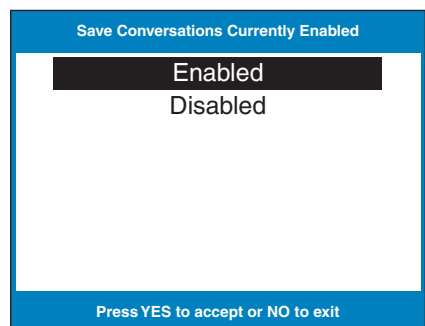 Save Conversations Currently Enabled
Enabled
Disabled
Press YES to accept or NO to exit